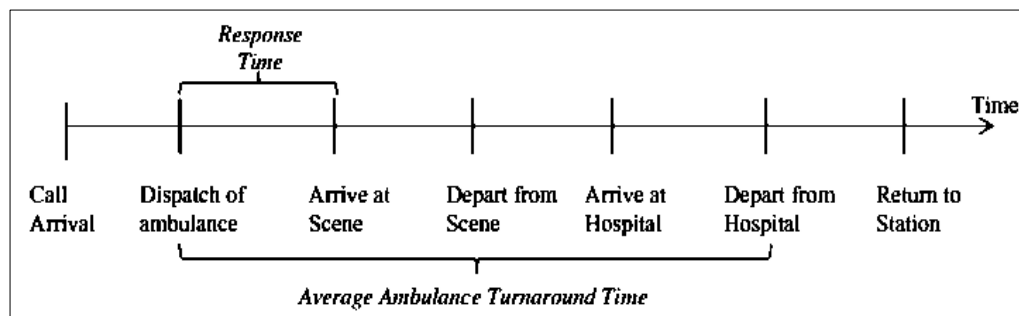 Response
Time
Time
Call
Arrival
Dispatch of
ambulance
Arrive at
Scene
Depart from
Scene
Arrive at
Hospital
Depart from
Hospital
Return to
Station
Average Ambulance Turnaround Time